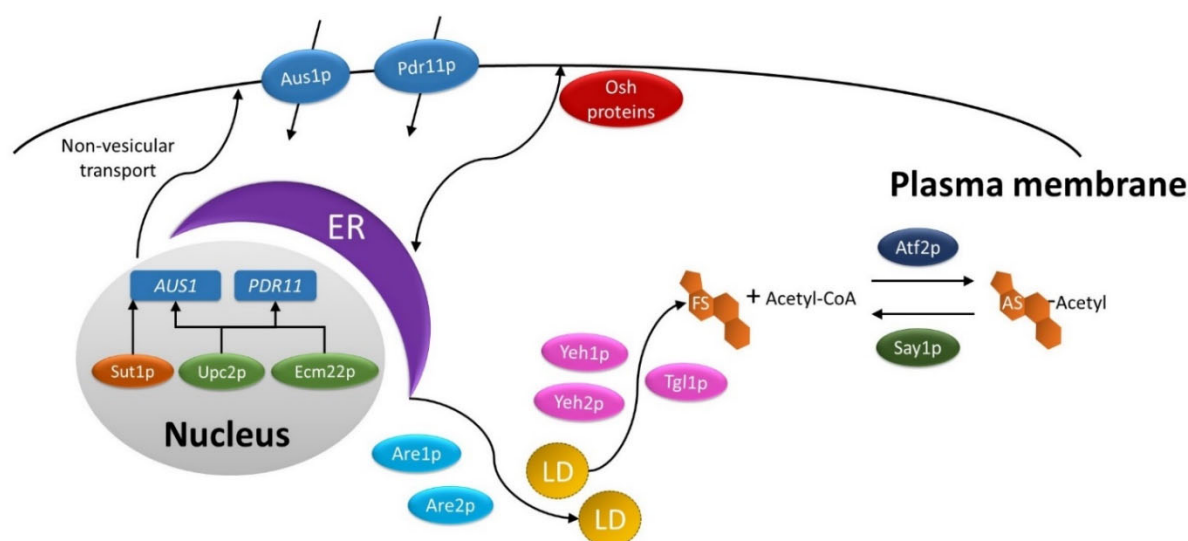 Aus1p
Pdr11p
Osh
proteins
Non-vesicular
transport
Plasma membrane
ER
Atf2p
AUS1
PDR11
FS
+ Acetyl-CoA
AS
-Acetyl
Say1p
Yeh1p
Tgl1p
Yeh2p
Sut1p
Upc2p
Ecm22p
Nucleus
Are1p
LD
Are2p
LD